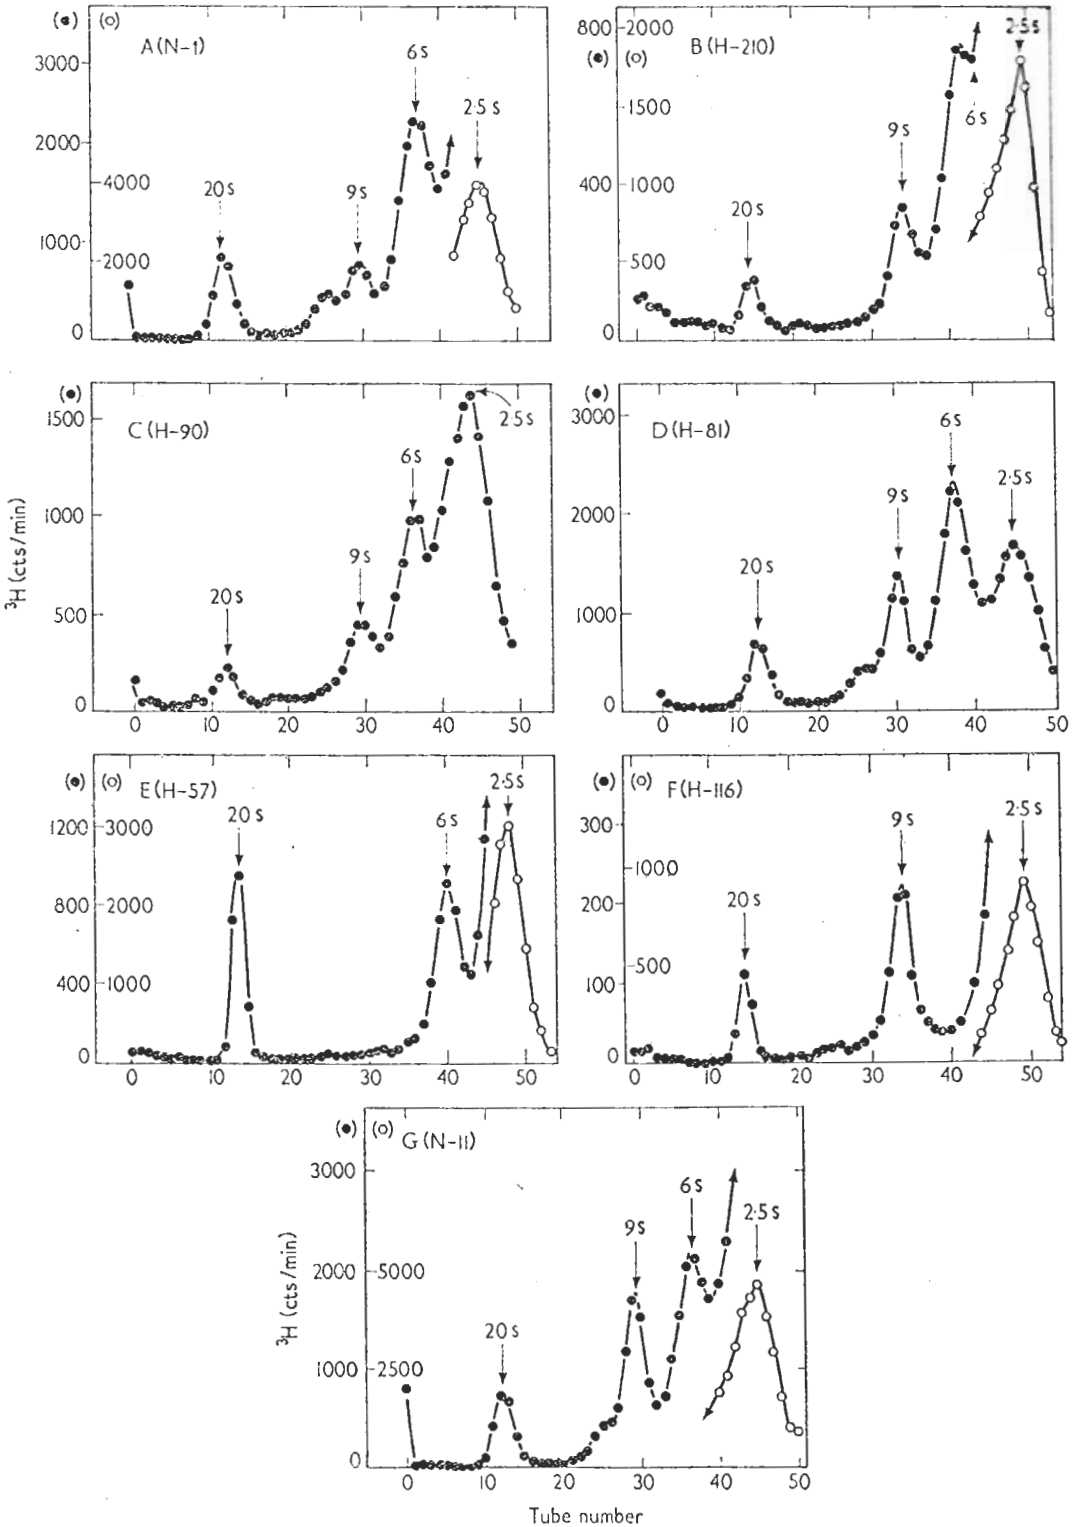 (●) (○)
A (N-1)
3000
2000
1000
0
4000
2000
20 s
9 s
6 s
2·5 s
800 2000
(●) (○)
B (H-210)
1500
400 1000
500
0
20 s
9 s
6 s
2·5 s
(●)
C (H-90)
1500
1000
500
0
20 s
9 s
6 s
2·5 s
0 10 20 30 40 50
³H (cts/min)
(●)
D (H-81)
3000
2000
1000
0
20 s
9 s
6 s
2·5 s
0 10 20 30 40 50
(●) (○)
E (H-57)
1200 3000
800 2000
400 1000
0
20 s
6 s
2·5 s
0 10 20 30 40 50
(●) (○)
F (H-116)
300
1000
200
500
100
0
20 s
9 s
2·5 s
0 10 20 30 40 50
(●) (○)
G (N-11)
3000
2000 5000
1000 2500
0
20 s
9 s
6 s
2·5 s
0 10 20 30 40 50
³H (cts/min)
Tube number